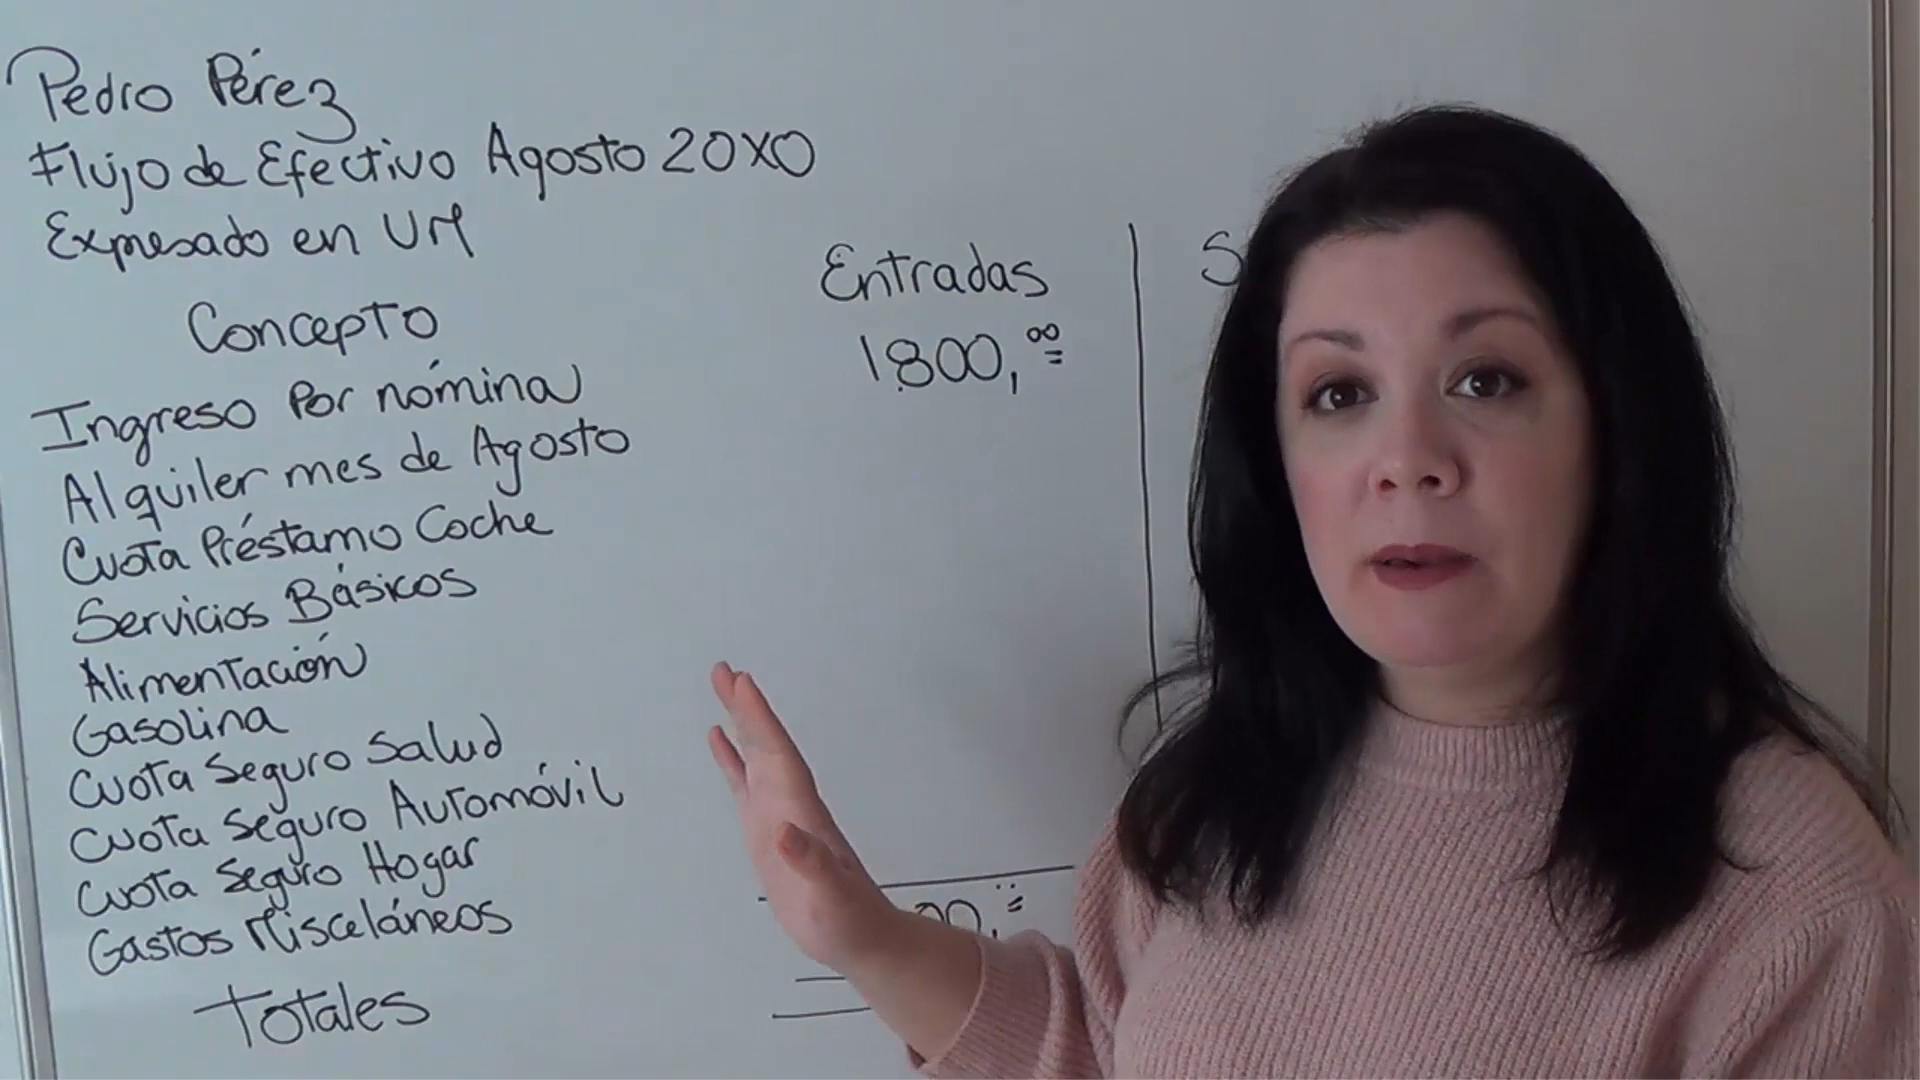 Pedro Pérez
Flujo de Efectivo Agosto 20X0
Expresado en UM
Concepto
Entradas
Ingreso Por nómina
1.800,00
Alquiler mes de Agosto
Cuota Préstamo Coche
Servicios Básicos
Alimentación
Gasolina
Cuota Seguro Salud
Cuota Seguro Automóvil
Cuota Seguro Hogar
Gastos Misceláneos
Totales